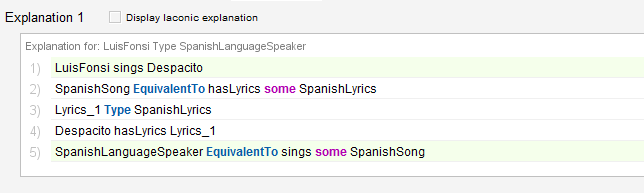 Explanation 1 Display laconic explanation
Explanation for: LuisFonsi Type SpanishLanguageSpeaker
1) LuisFonsi sings Despacito
2) SpanishSong EquivalentTo hasLyrics some SpanishLyrics
3) Lyrics_1 Type SpanishLyrics
4) Despacito hasLyrics Lyrics_1
5) SpanishLanguageSpeaker EquivalentTo sings some SpanishSong